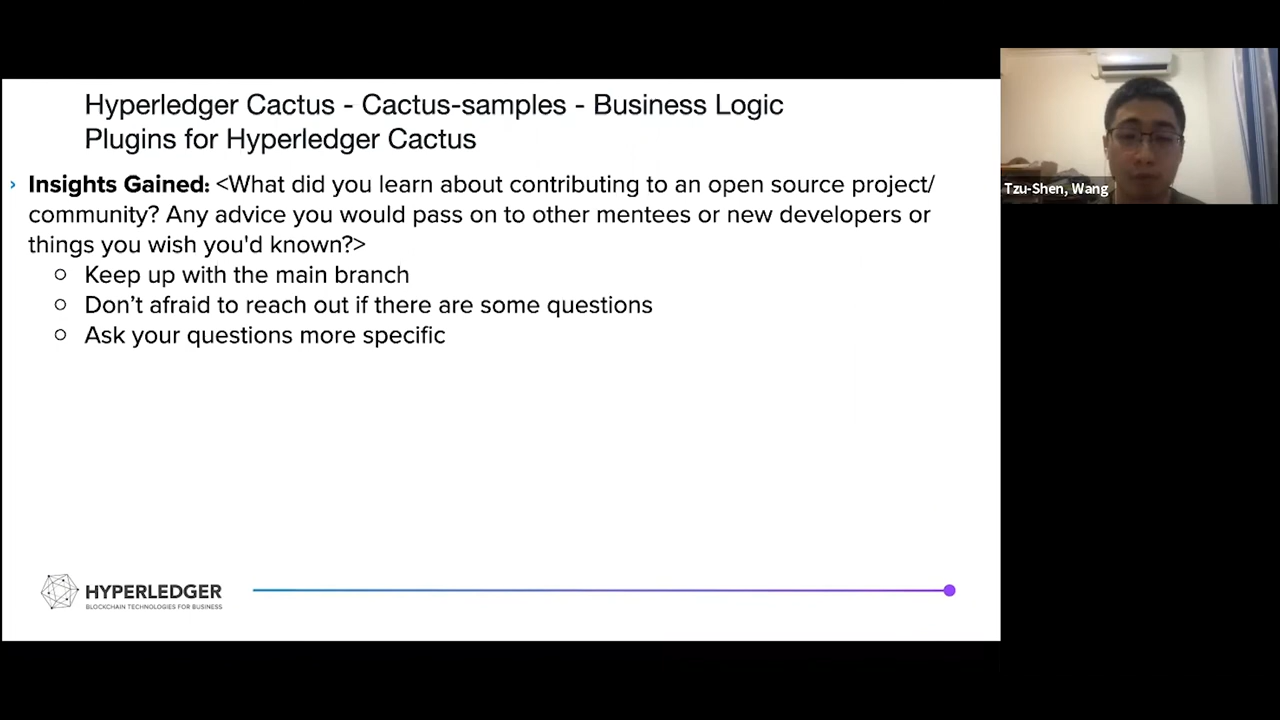 Hyperledger Cactus - Cactus-samples - Business Logic
Plugins for Hyperledger Cactus
› Insights Gained: <What did you learn about contributing to an open source project/
community? Any advice you would pass on to other mentees or new developers or
things you wish you'd known?>
○ Keep up with the main branch
○ Don’t afraid to reach out if there are some questions
○ Ask your questions more specific
HYPERLEDGER
BLOCKCHAIN TECHNOLOGIES FOR BUSINESS
Tzu-Shen, Wang